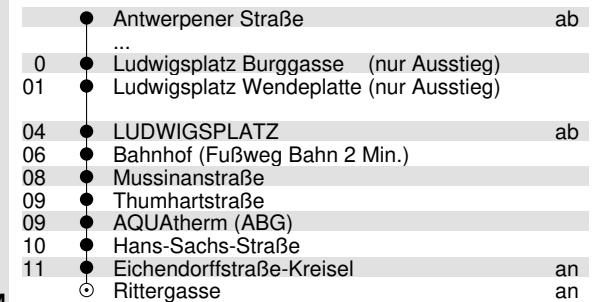 Antwerpener Straße ab
...
0 Ludwigsplatz Burggasse (nur Ausstieg)
01 Ludwigsplatz Wendeplatte (nur Ausstieg)
04 LUDWIGSPLATZ ab
06 Bahnhof (Fußweg Bahn 2 Min.)
08 Mussinanstraße
09 Thumhartstraße
09 AQUAtherm (ABG)
10 Hans-Sachs-Straße
11 Eichendorffstraße-Kreisel an
Rittergasse an